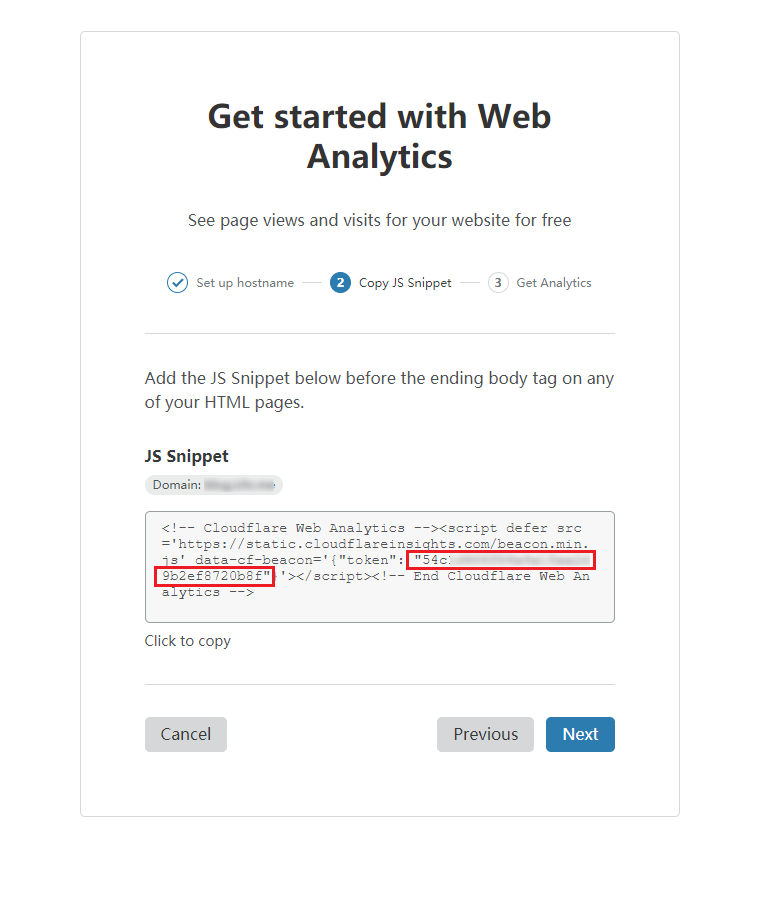 Get started with Web
Analytics
See page views and visits for your website for free
Set up hostname
2 Copy JS Snippet
3 Get Analytics
Add the JS Snippet below before the ending body tag on any
of your HTML pages.
JS Snippet
Domain:
<!-- Cloudflare Web Analytics --><script defer src
='https://static.cloudflareinsights.com/beacon.min.
js' data-cf-beacon='{"token": "54c
9b2ef8720b8f" '></script><!-- End Cloudflare Web An
alytics -->
Click to copy
Cancel
Previous
Next